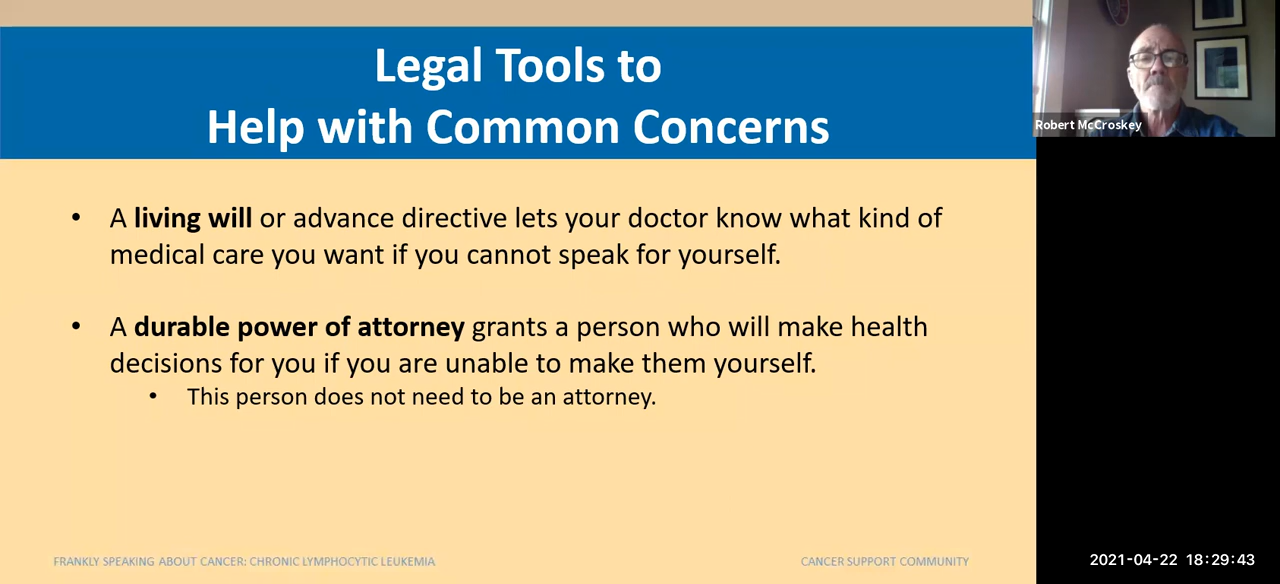 Legal Tools to
Help with Common Concerns
Robert McCroskey
• A living will or advance directive lets your doctor know what kind of
medical care you want if you cannot speak for yourself.
• A durable power of attorney grants a person who will make health
decisions for you if you are unable to make them yourself.
• This person does not need to be an attorney.
FRANKLY SPEAKING ABOUT CANCER: CHRONIC LYMPHOCYTIC LEUKEMIA
CANCER SUPPORT COMMUNITY
2021-04-22 18:29:43